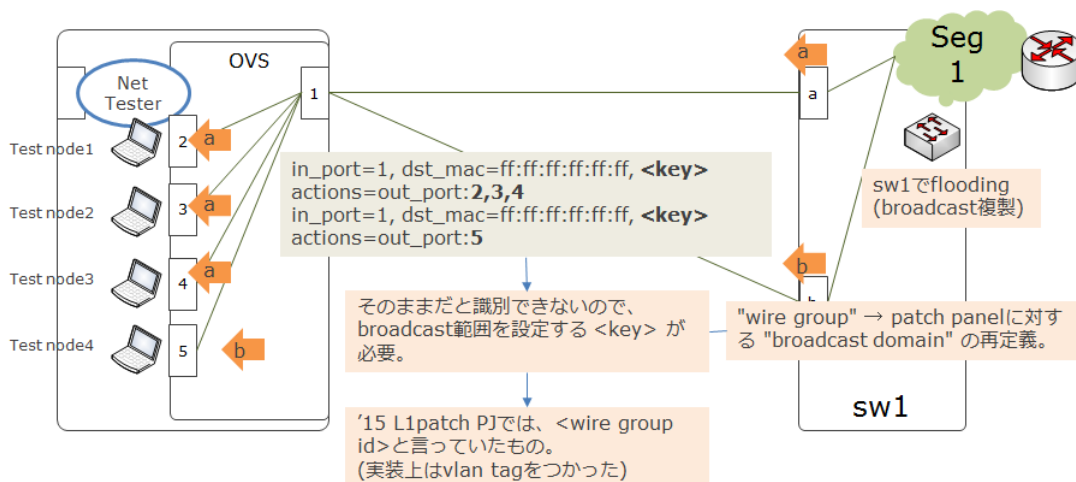 OVS
Net
Tester
1
Test node1
2
a
Test node2
3
a
Test node3
4
a
Test node4
5
b
in_port=1, dst_mac=ff:ff:ff:ff:ff:ff, <key>
actions=out_port:2,3,4
in_port=1, dst_mac=ff:ff:ff:ff:ff:ff, <key>
actions=out_port:5
そのままだと識別できないので、
broadcast範囲を設定する <key> が
必要。
’15 L1patch PJでは、<wire group
id>と言っていたもの。
(実装上はvlan tagをつかった)
a
a
b
Seg
1
sw1でflooding
(broadcast複製)
"wire group" → patch panelに対す
る "broadcast domain" の再定義。
sw1